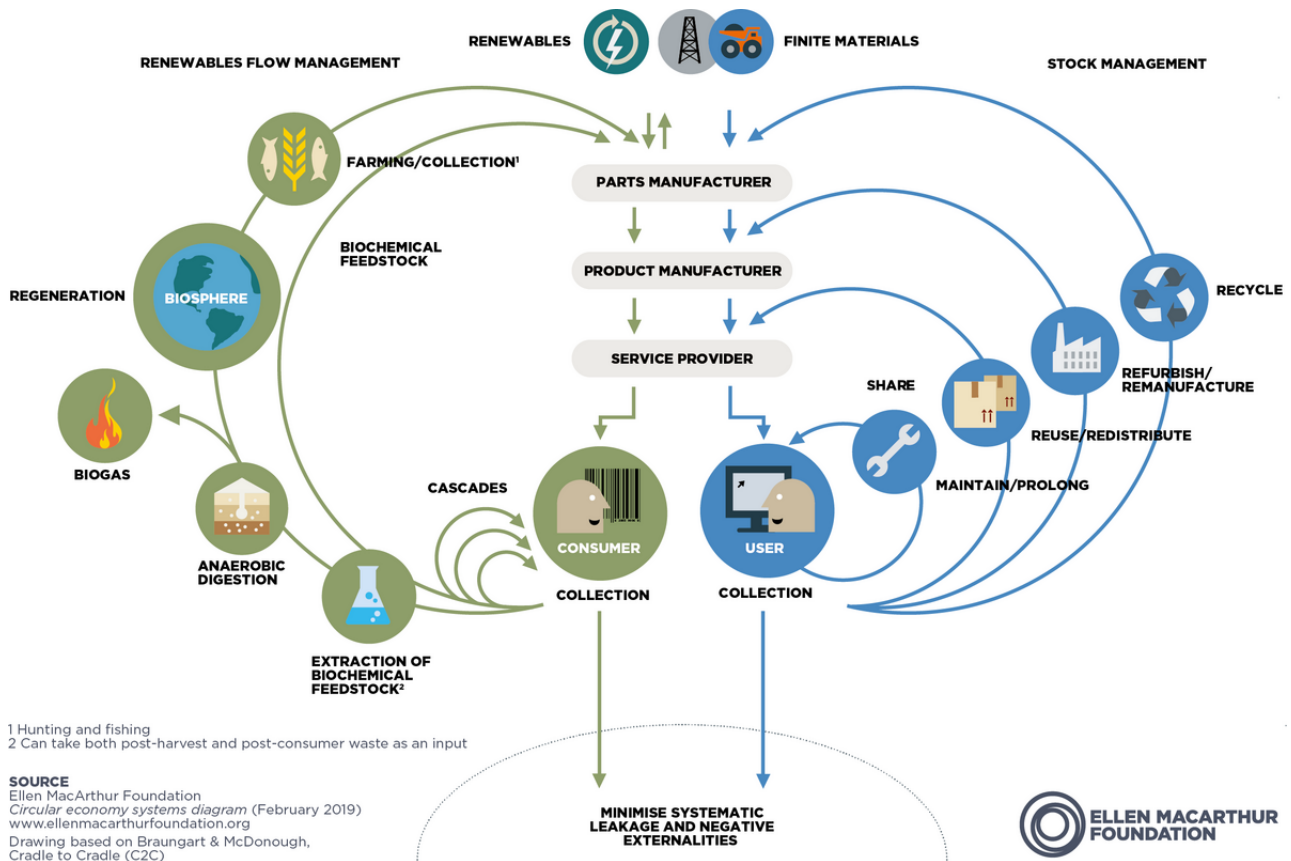 RENEWABLES
FINITE MATERIALS
RENEWABLES FLOW MANAGEMENT
STOCK MANAGEMENT
FARMING/COLLECTION¹
PARTS MANUFACTURER
BIOCHEMICAL
FEEDSTOCK
PRODUCT MANUFACTURER
REGENERATION
BIOSPHERE
RECYCLE
SERVICE PROVIDER
REFURBISH/
REMANUFACTURE
SHARE
REUSE/REDISTRIBUTE
BIOGAS
MAINTAIN/PROLONG
CASCADES
CONSUMER
USER
ANAEROBIC
DIGESTION
COLLECTION
COLLECTION
EXTRACTION OF
BIOCHEMICAL
FEEDSTOCK²
1 Hunting and fishing
2 Can take both post-harvest and post-consumer waste as an input
SOURCE
Ellen MacArthur Foundation
Circular economy systems diagram (February 2019)
www.ellenmacarthurfoundation.org
Drawing based on Braungart & McDonough,
Cradle to Cradle (C2C)
MINIMISE SYSTEMATIC
LEAKAGE AND NEGATIVE
EXTERNALITIES
ELLEN MACARTHUR
FOUNDATION